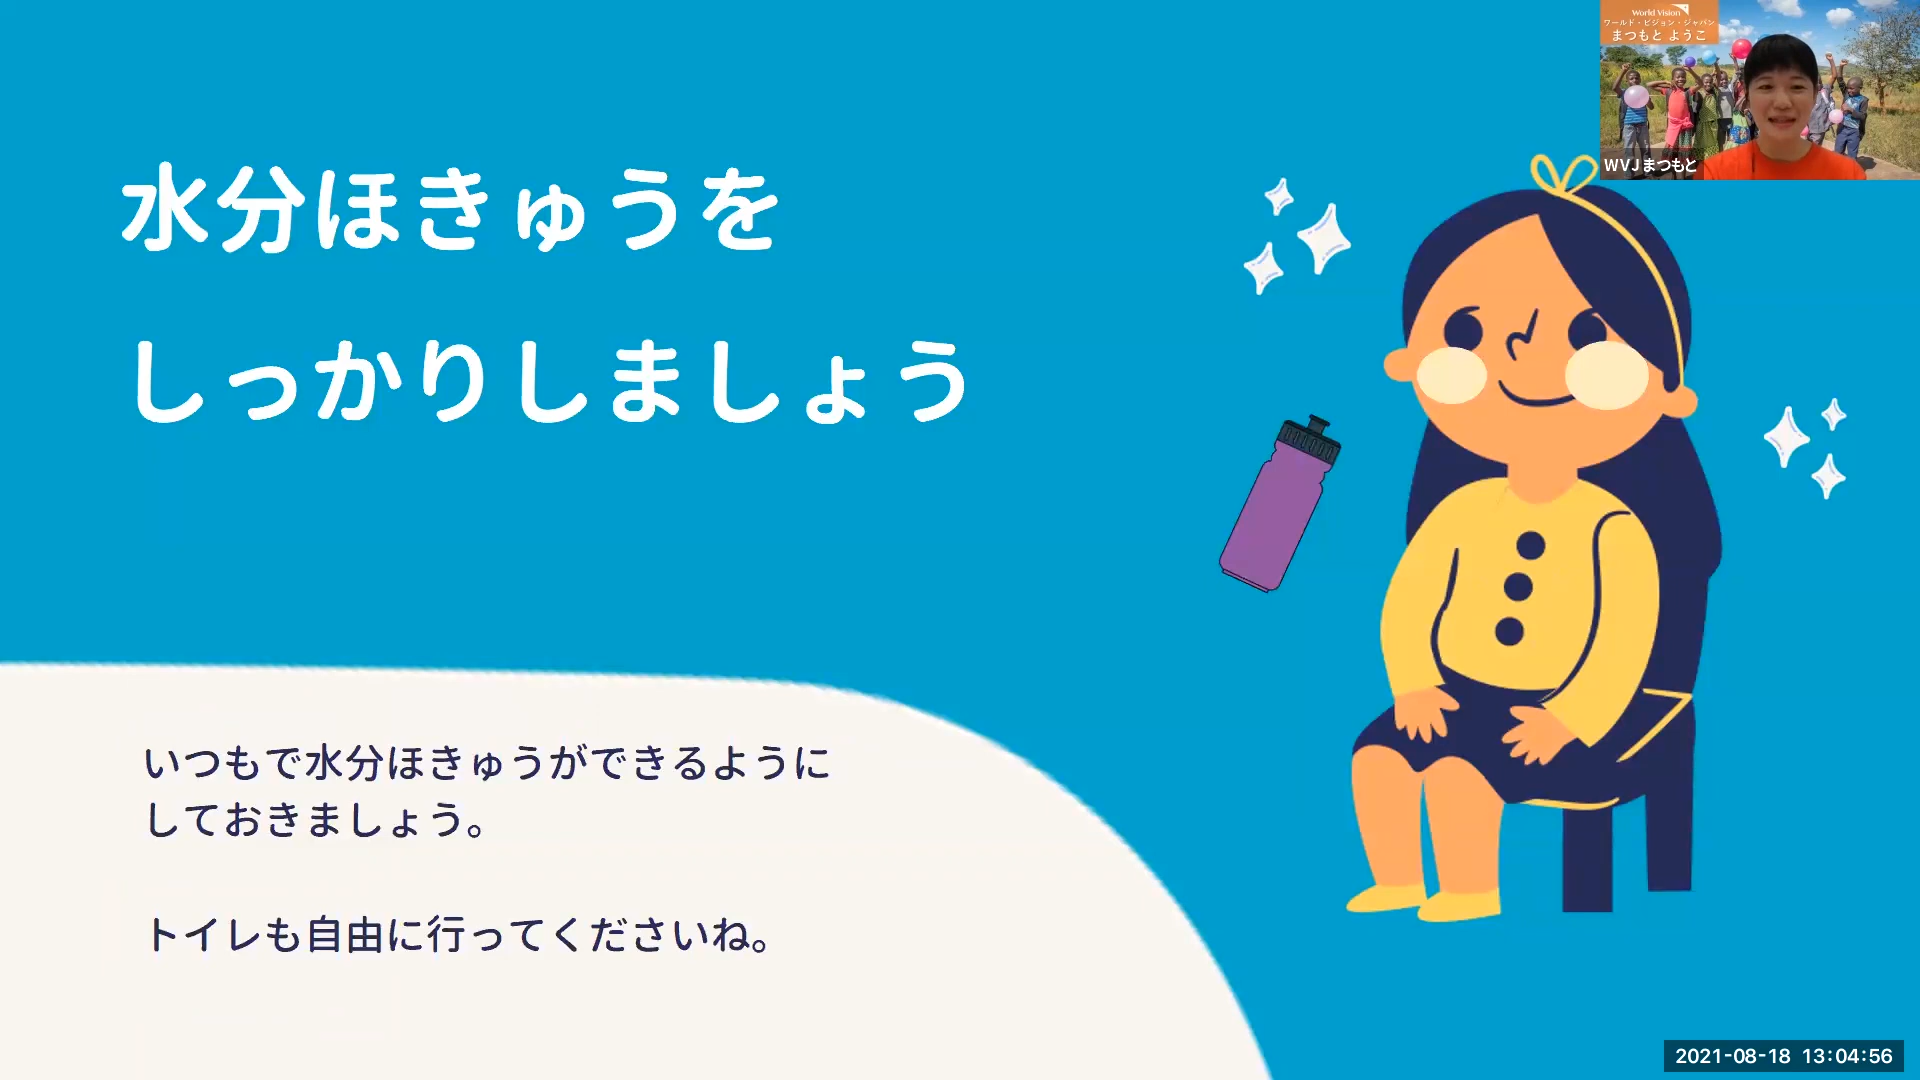 水分ほきゅうを
しっかりしましょう
いつもで水分ほきゅうができるように
しておきましょう。
トイレも自由に行ってくださいね。
World Vision
ワールド・ビジョン・ジャパン
まつもと ようこ
WVJまつもと
2021-08-18 13:04:56